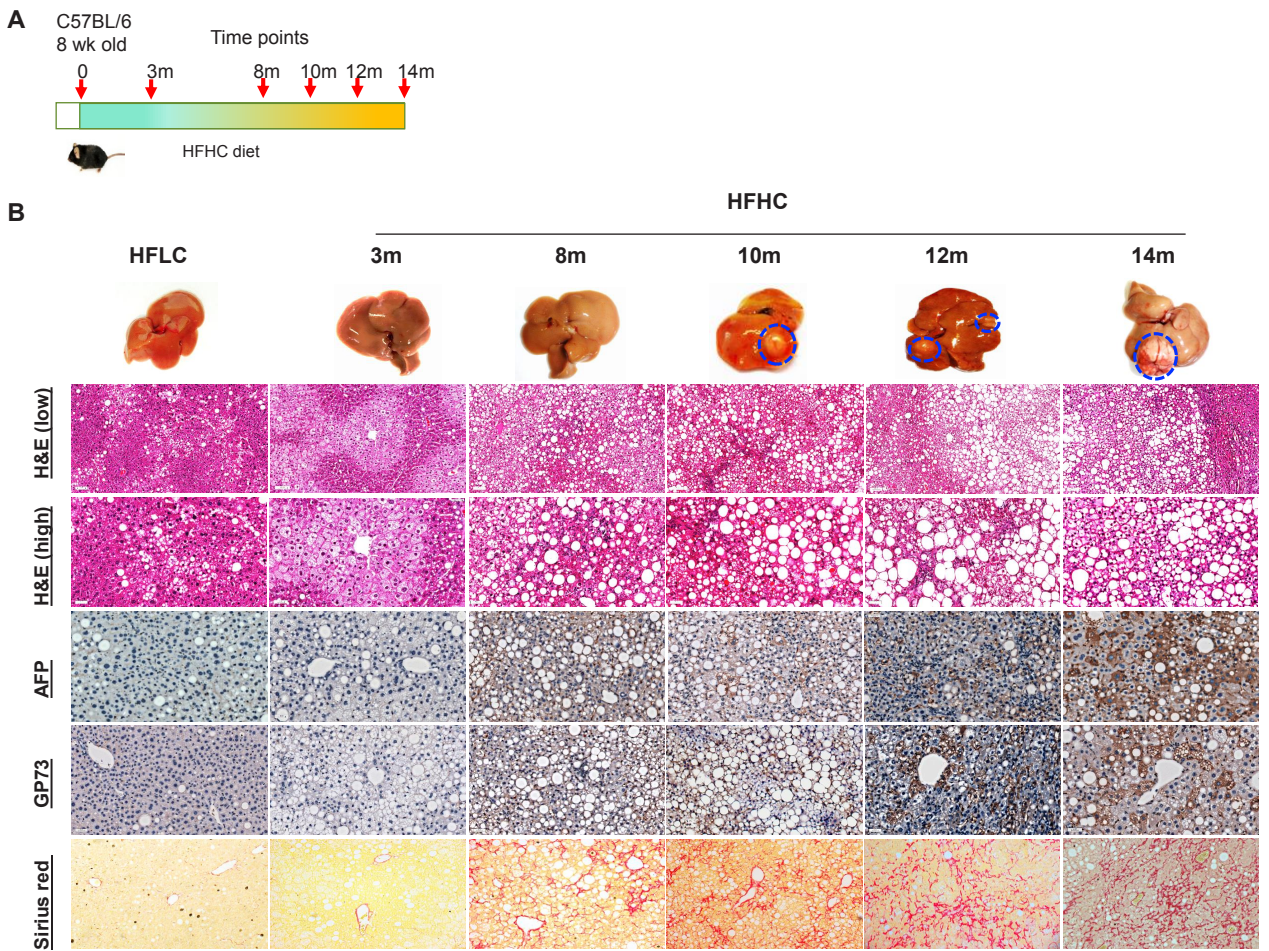 A
C57BL/6
8 wk old
Time points
0 3m 8m 10m 12m 14m
HFHC diet
B
HFHC
HFLC 3m 8m 10m 12m 14m
H&E (low)
H&E (high)
AFP
GP73
Sirius red